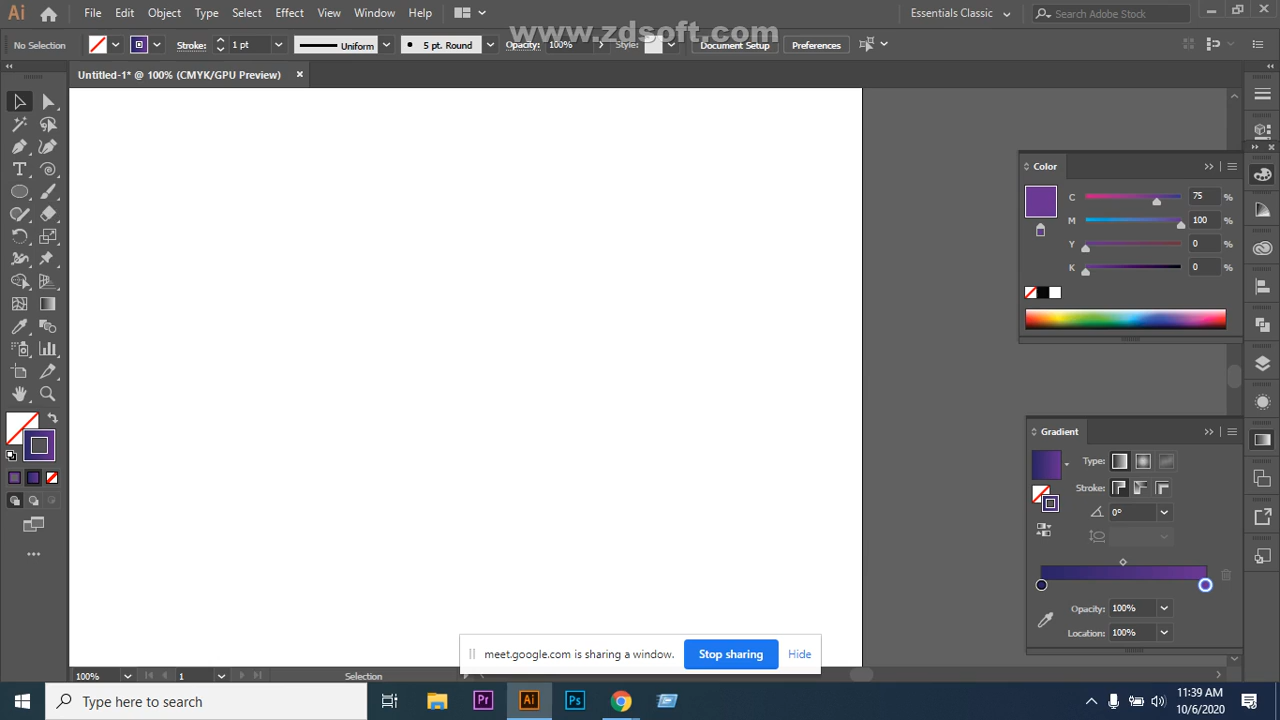 Ai File Edit Object Type Select Effect View Window Help Essentials Classic Search Adobe Stock
www.zdsoft.com
No Selection Stroke: 1 pt Uniform 5 pt. Round Opacity: 100% Style: Document Setup Preferences
Untitled-1* @ 100% (CMYK/GPU Preview)
Color
C 75 %
M 100 %
Y 0 %
K 0 %
Gradient
Type:
Stroke:
0°
Opacity: 100%
Location: 100%
meet.google.com is sharing a window. Stop sharing Hide
100% 1 Selection
Type here to search
Pr Ai Ps
11:39 AM
10/6/2020